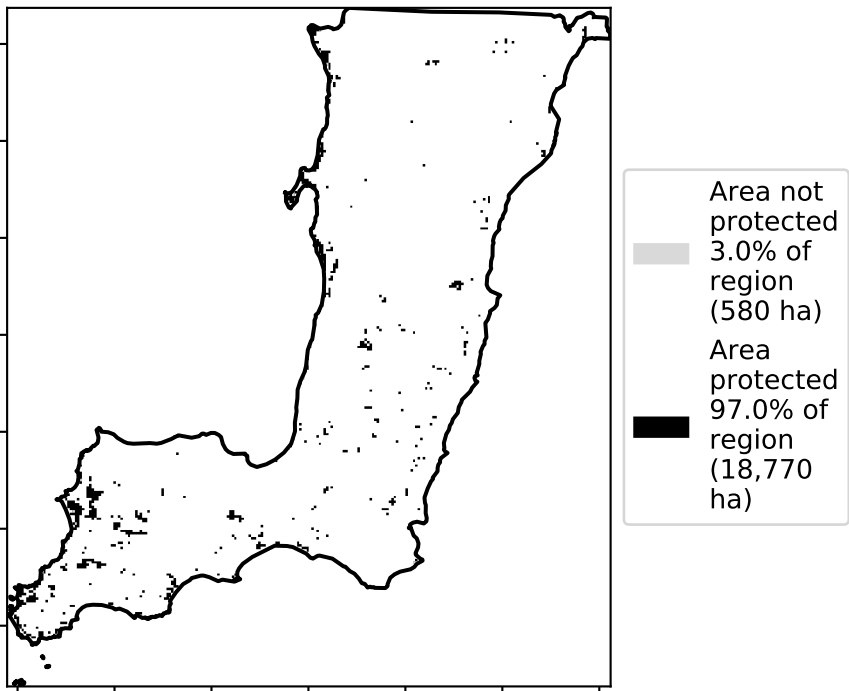 Area not
protected
3.0% of
region
(580 ha)
Area
protected
97.0% of
region
(18,770
ha)